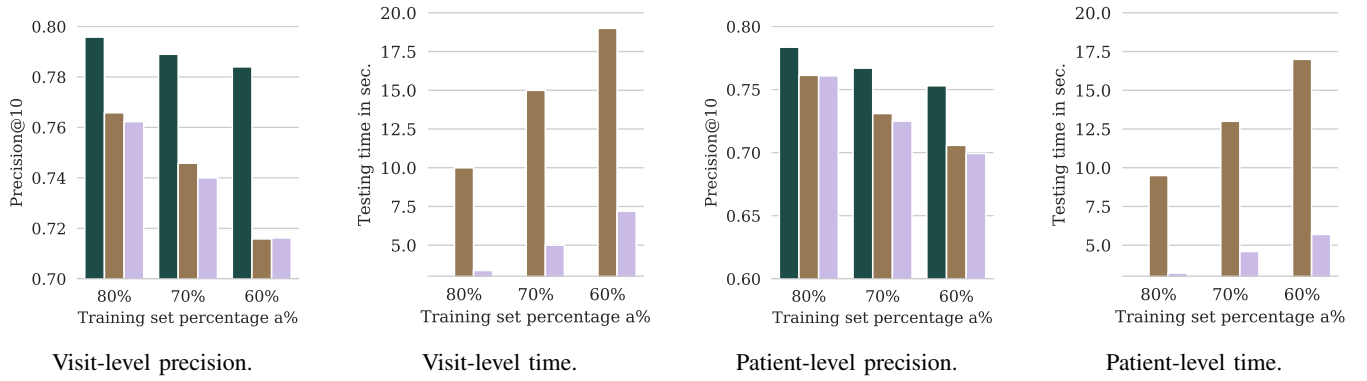 0.80
0.78
0.76
0.74
0.72
0.70
Precision@10
80% 70% 60%
Training set percentage a%
Visit-level precision.
20.0
17.5
15.0
12.5
10.0
7.5
5.0
Testing time in sec.
80% 70% 60%
Training set percentage a%
Visit-level time.
0.80
0.75
0.70
0.65
0.60
Precision@10
80% 70% 60%
Training set percentage a%
Patient-level precision.
20.0
17.5
15.0
12.5
10.0
7.5
5.0
Testing time in sec.
80% 70% 60%
Training set percentage a%
Patient-level time.